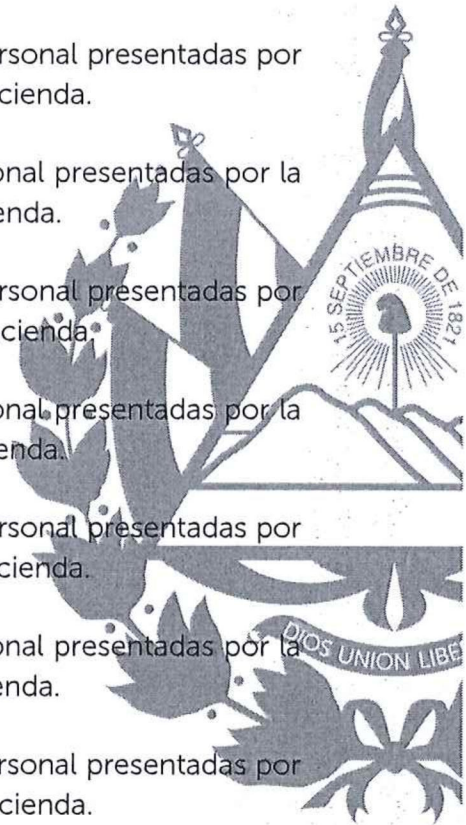 rsonal presentadas por
cienda.
onal presentadas por la
enda.
rsonal presentadas por
cienda.
onal presentadas por la
enda.
rsonal presentadas por
cienda.
onal presentadas por la
enda.
rsonal presentadas por
cienda.
15 SEPTIEMBRE DE 1821
DIOS UNION LIBE